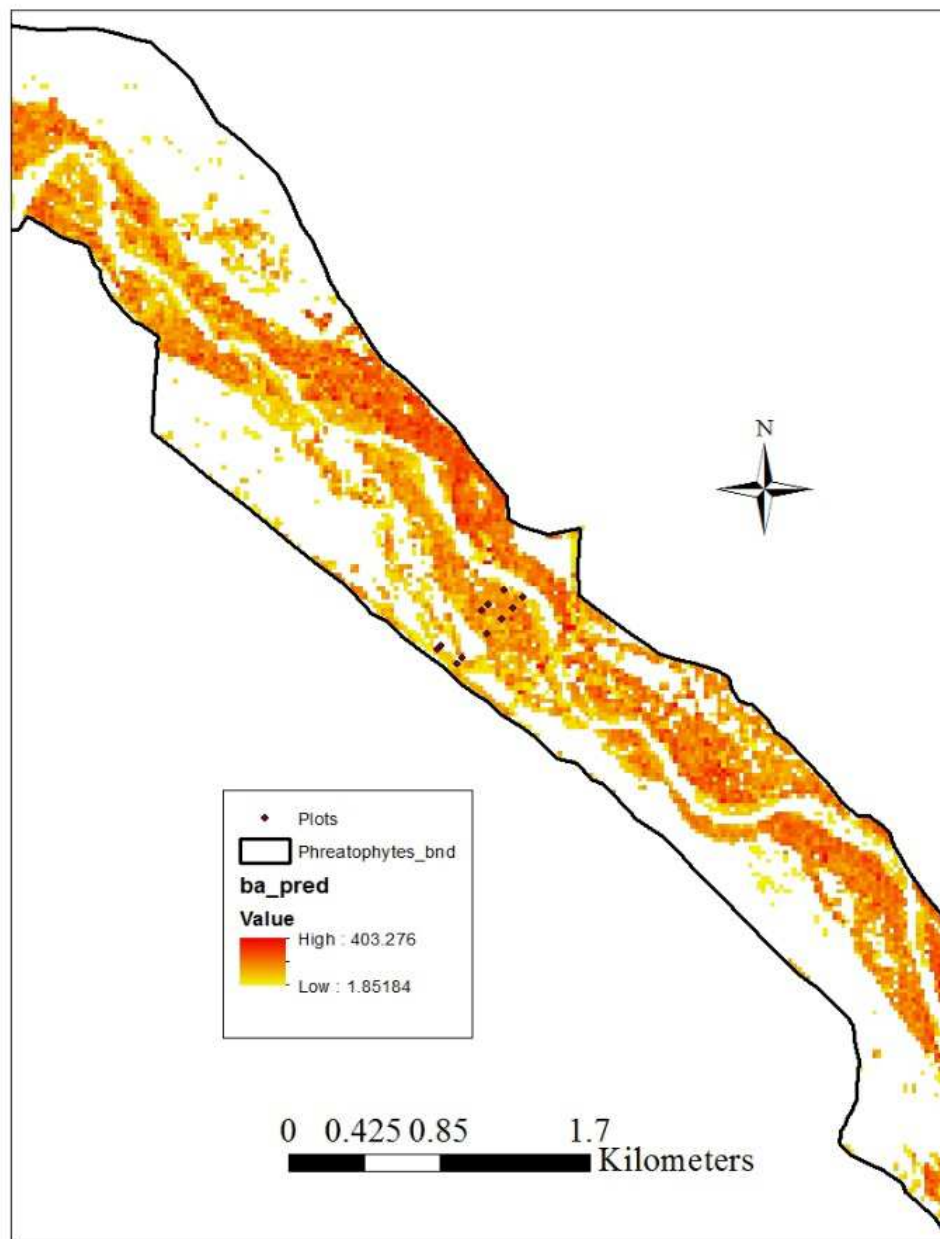 N
Plots
Phreatophytes_bnd
ba_pred
Value
High : 403.276
Low : 1.85184
0 0.425 0.85 1.7
Kilometers